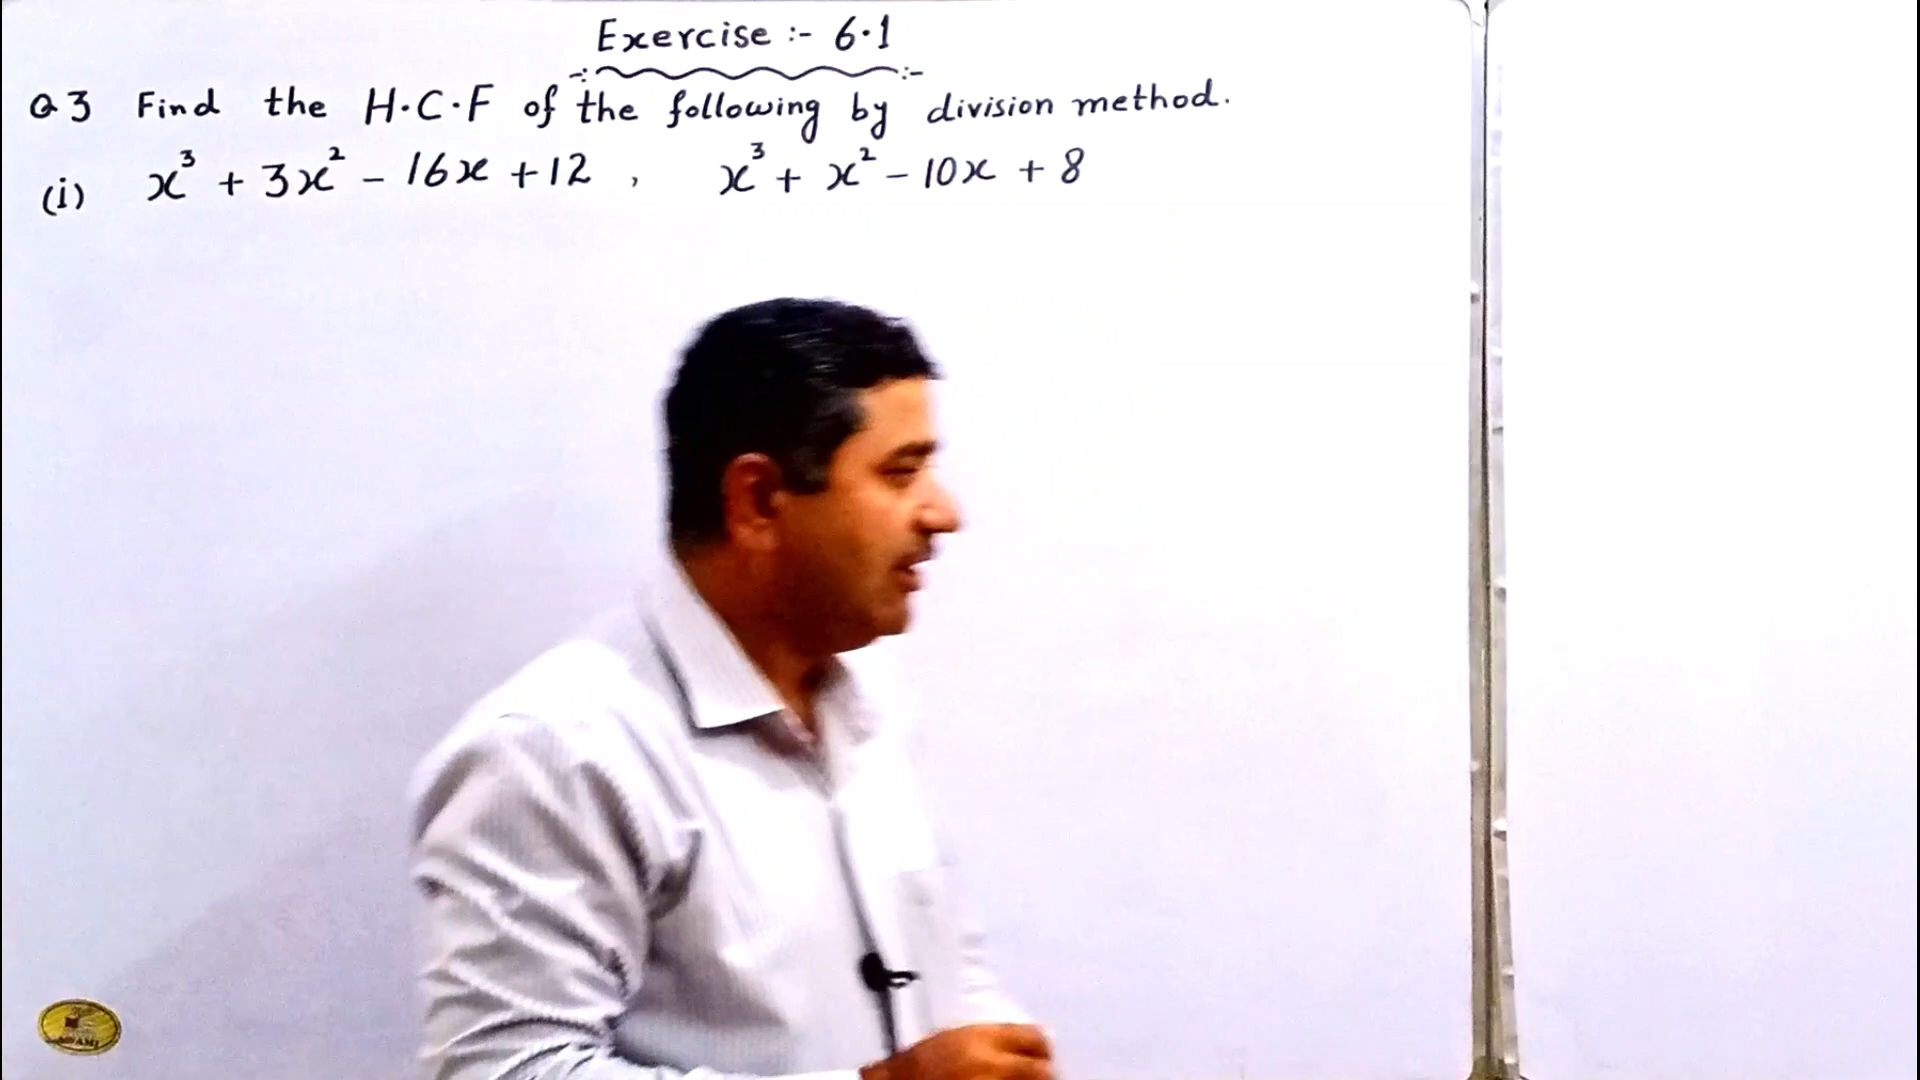 Exercise :- 6.1
Q3 Find the H.C.F of the following by division method.
(i) x³ + 3x² - 16x + 12 , x³ + x² - 10x + 8